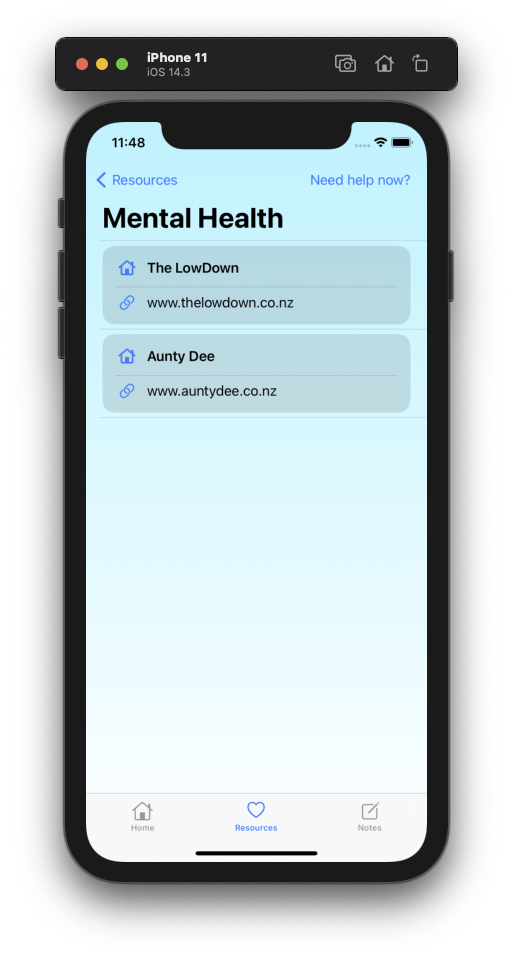 iPhone 11
iOS 14.3
11:48
Resources
Need help now?
Mental Health
The LowDown
www.thelowdown.co.nz
Aunty Dee
www.auntydee.co.nz
Home
Resources
Notes